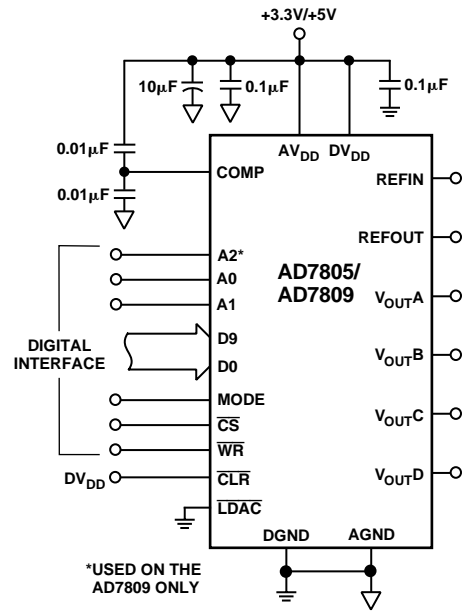 +3.3V/+5V
10μF
0.1μF
0.1μF
0.01μF
0.01μF
AVDD DVDD
COMP
REFIN
REFOUT
A2*
A0
A1
AD7805/
AD7809
VOUTA
DIGITAL
INTERFACE
D9
D0
VOUTB
MODE
CS
WR
VOUTC
DVDD
CLR
VOUTD
LDAC
DGND
AGND
*USED ON THE
AD7809 ONLY